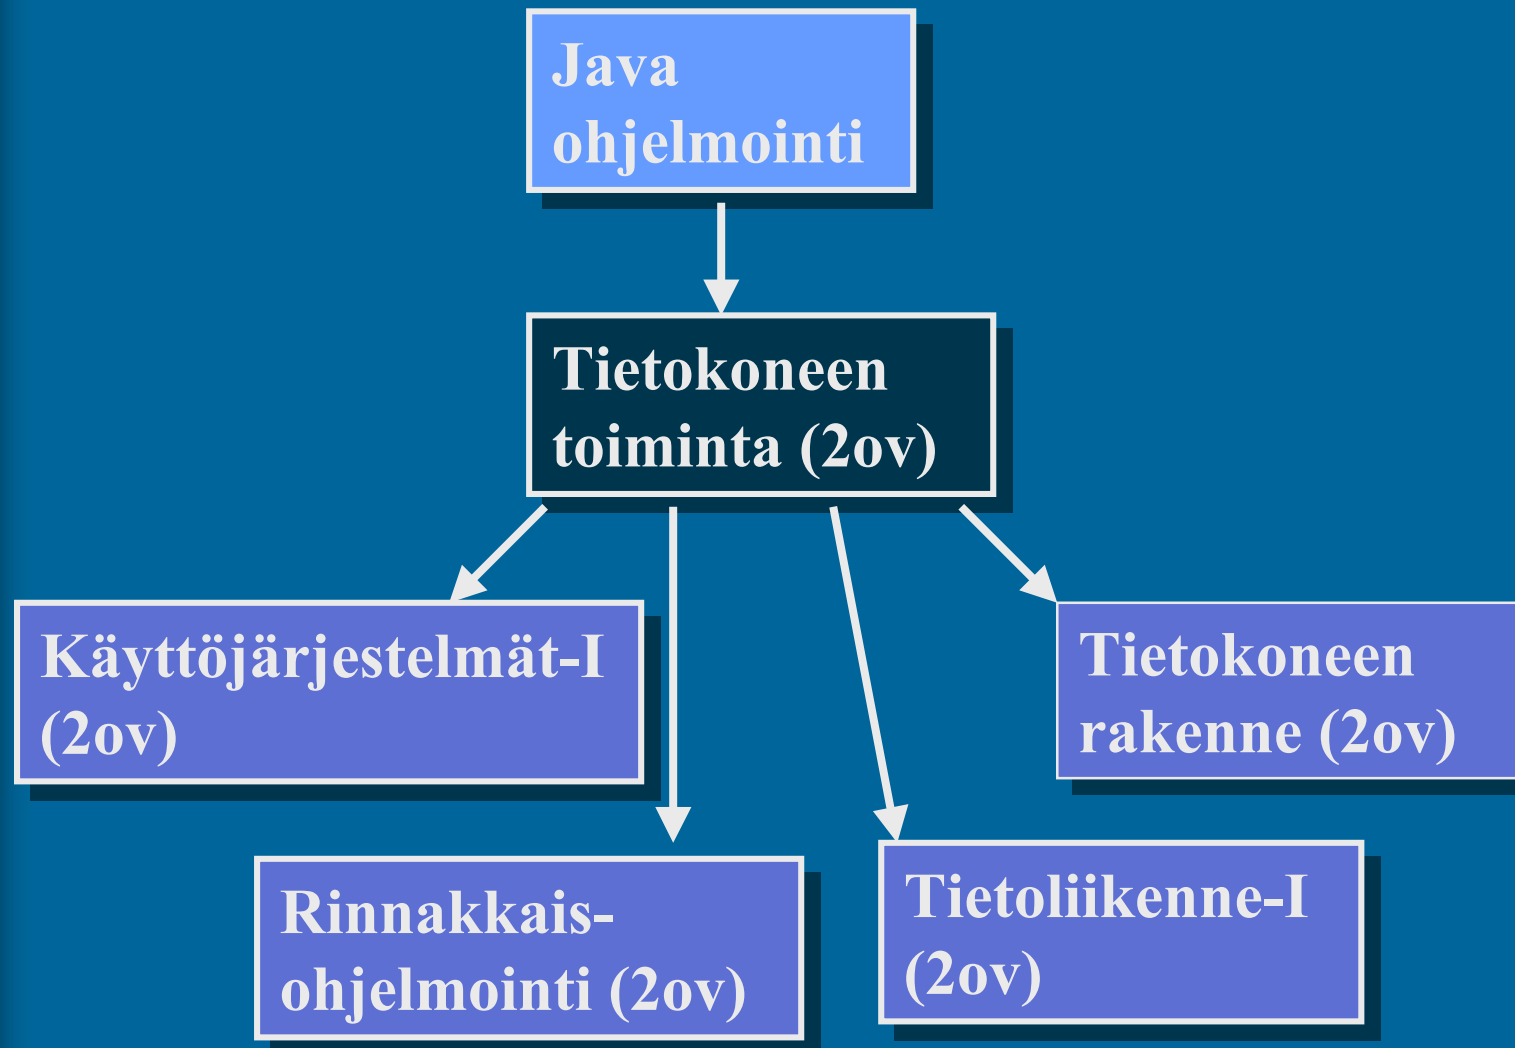 Java
ohjelmointi
Tietokoneen
toiminta (2ov)
Käyttöjärjestelmät-I
(2ov)
Tietokoneen
rakenne (2ov)
Rinnakkais-
ohjelmointi (2ov)
Tietoliikenne-I
(2ov)